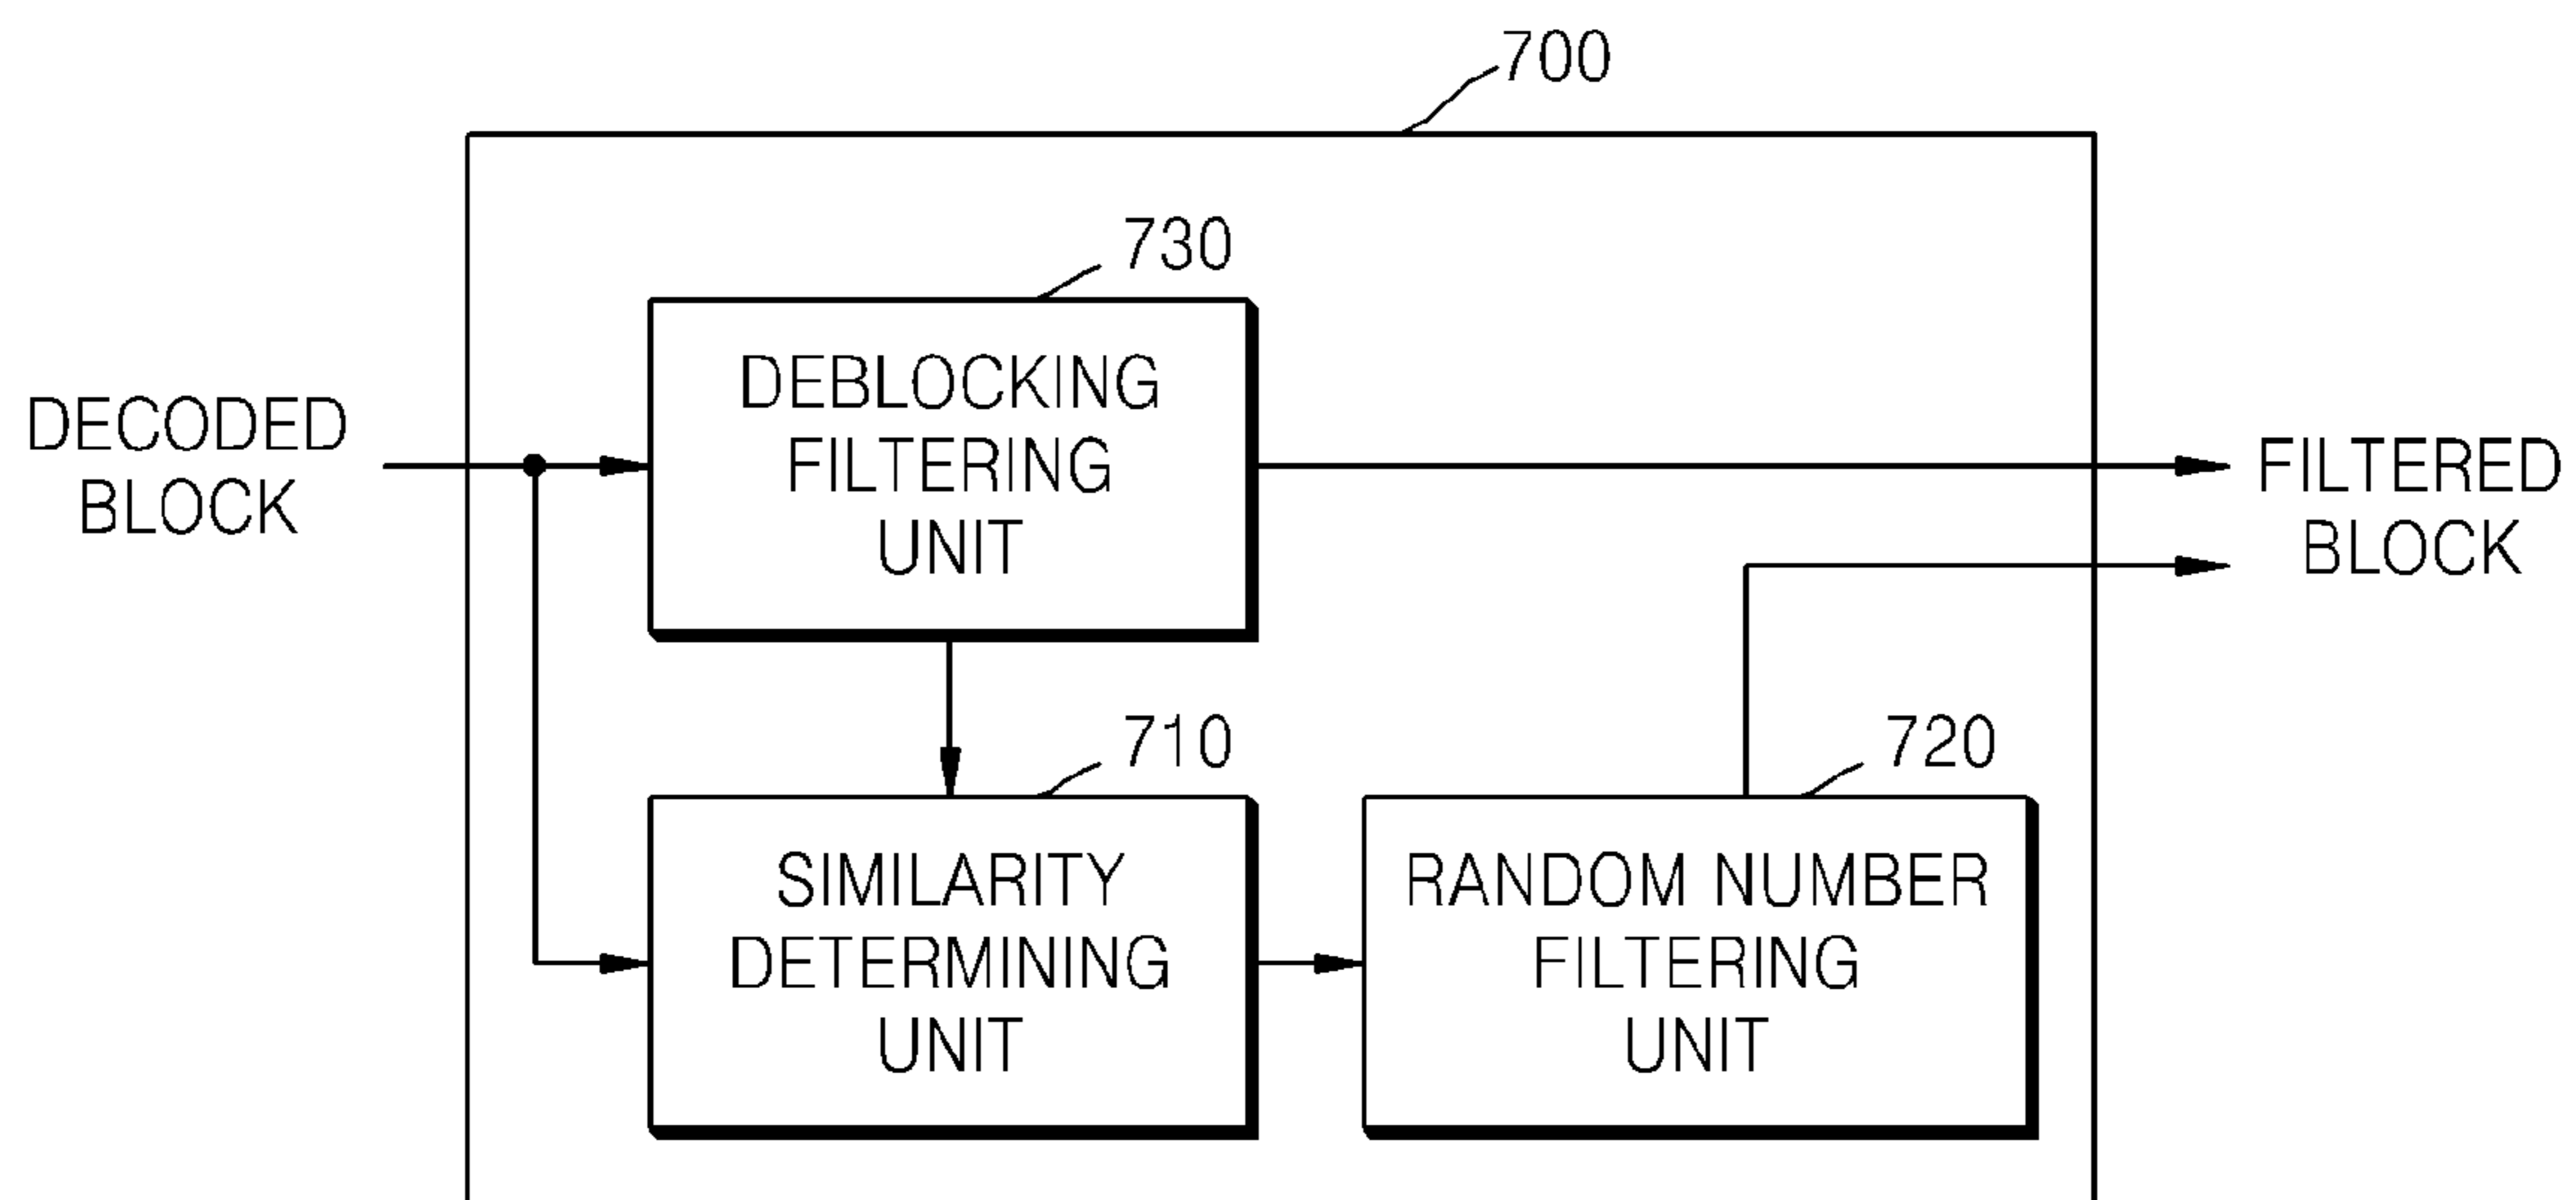 700
730
DEBLOCKING
FILTERING
UNIT
DECODED
BLOCK
FILTERED
BLOCK
710
SIMILARITY
DETERMINING
UNIT
720
RANDOM NUMBER
FILTERING
UNIT